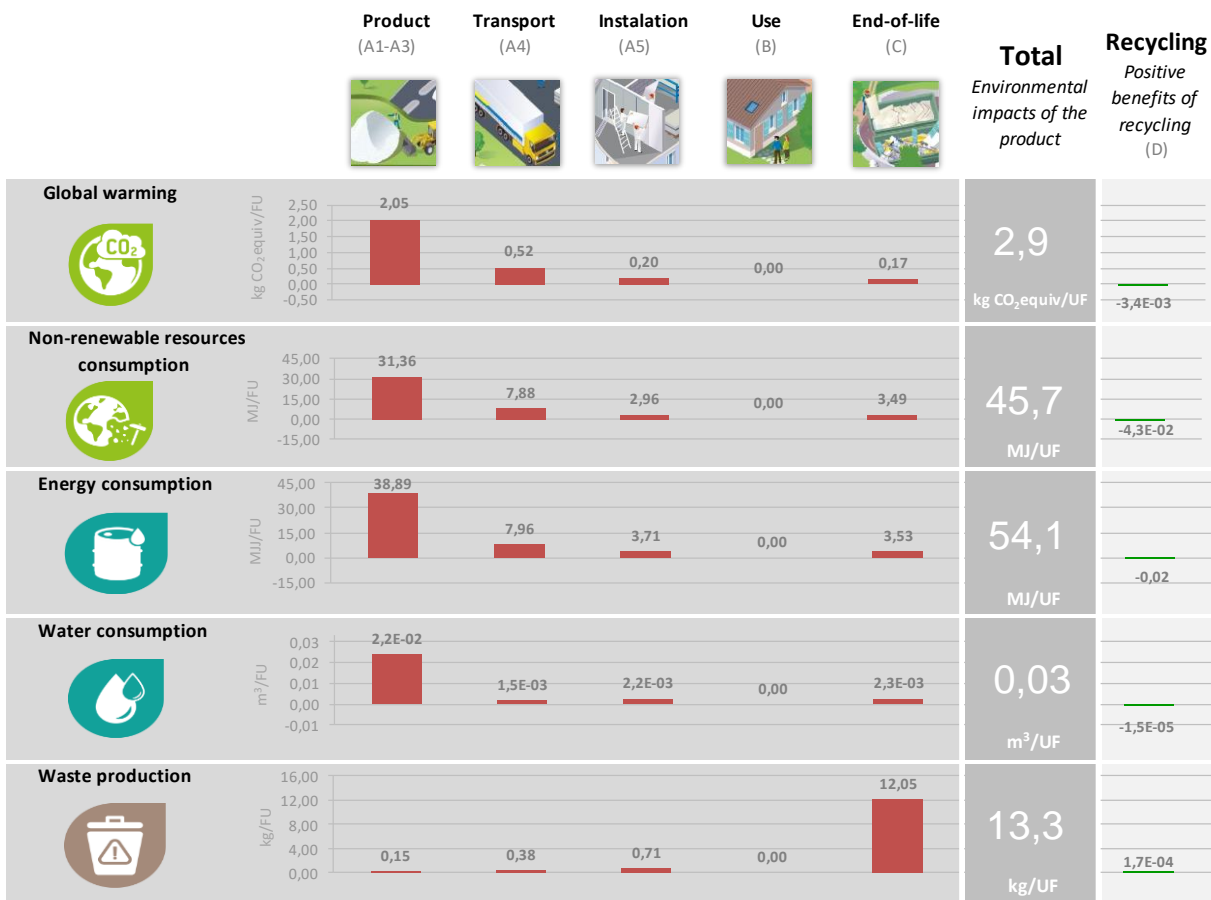 Product
(A1-A3)
Transport
(A4)
Instalation
(A5)
Use
(B)
End-of-life
(C)
Total
Environmental
impacts of the
product
Recycling
Positive
benefits of
recycling
(D)
Global warming
CO₂
kg CO₂equiv/FU
2,50
2,00
1,50
1,00
0,50
0,00
-0,50
2,05
0,52
0,20
0,00
0,17
2,9
kg CO₂equiv/UF
-3,4E-03
Non-renewable resources
consumption
MJ/FU
45,00
30,00
15,00
0,00
-15,00
31,36
7,88
2,96
0,00
3,49
45,7
MJ/UF
-4,3E-02
Energy consumption
MJJ/FU
45,00
30,00
15,00
0,00
-15,00
38,89
7,96
3,71
0,00
3,53
54,1
MJ/UF
-0,02
Water consumption
m³/FU
0,03
0,02
0,01
0,00
-0,01
2,2E-02
1,5E-03
2,2E-03
0,00
2,3E-03
0,03
m³/UF
-1,5E-05
Waste production
kg/FU
16,00
12,00
8,00
4,00
0,00
0,15
0,38
0,71
0,00
12,05
13,3
kg/UF
1,7E-04